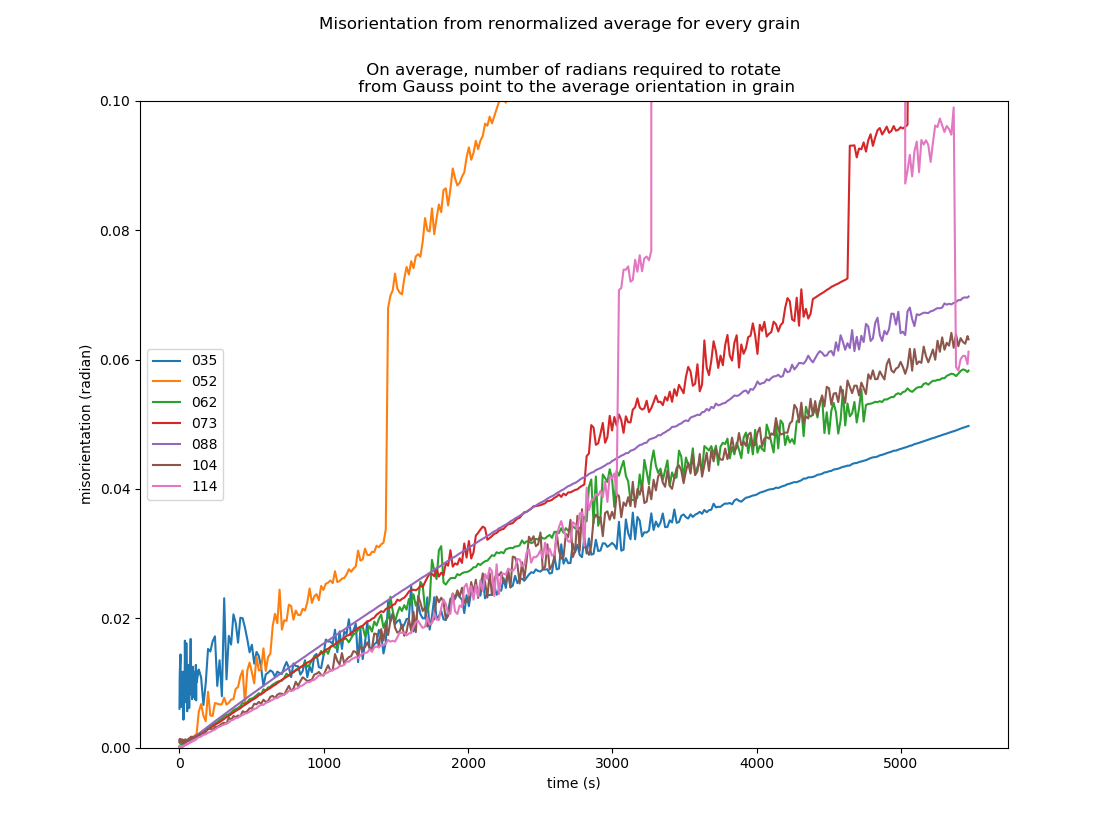 Misorientation from renormalized average for every grain
On average, number of radians required to rotate
from Gauss point to the average orientation in grain
0.10
0.08
0.06
0.04
0.02
0.00
misorientation (radian)
035
052
062
073
088
104
114
0 1000 2000 3000 4000 5000
time (s)